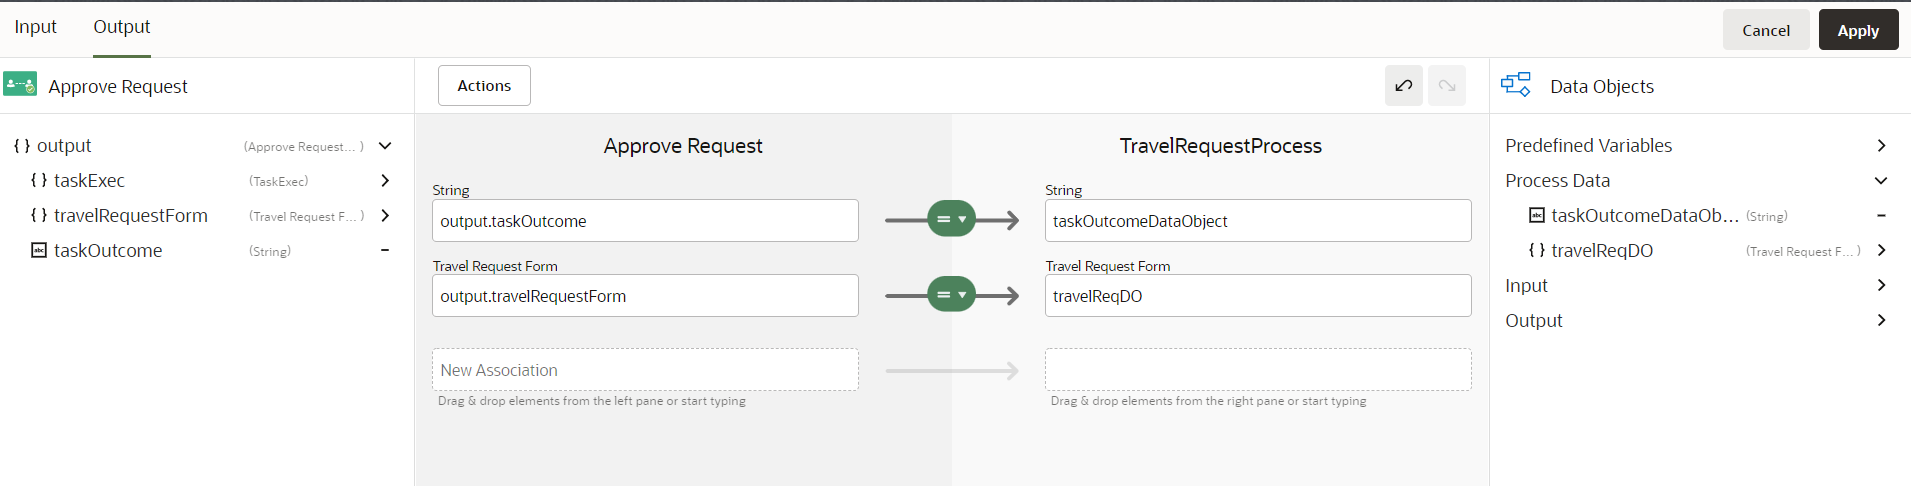 Input Output Cancel Apply
Approve Request Actions Data Objects
output (Approve Request... )
taskExec (TaskExec)
travelRequestForm (Travel Request F... )
abc taskOutcome (String)
Approve Request TravelRequestProcess
String String
output.taskOutcome = taskOutcomeDataObject
Travel Request Form Travel Request Form
output.travelRequestForm = travelReqDO
New Association
Drag & drop elements from the left pane or start typing Drag & drop elements from the right pane or start typing
Predefined Variables
Process Data
abc taskOutcomeDataOb... (String)
{ } travelReqDO (Travel Request F... )
Input
Output